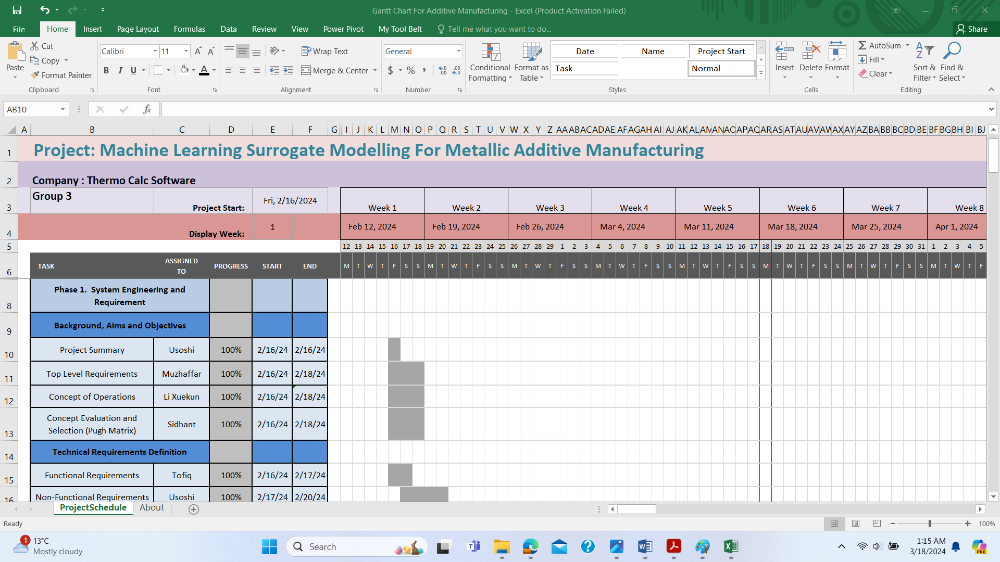 Gantt Chart For Additive Manufacturing - Excel (Product Activation Failed)
File Home Insert Page Layout Formulas Data Review View Power Pivot My Tool Belt Tell me what you want to do... Share
Cut
Copy
Format Painter
Paste
Clipboard
Calibri 11
B I U
Font
Wrap Text
Merge & Center
Alignment
General
$ % ,
Number
Conditional Formatting
Format as Table
Date Name Project Start
Task Normal
Styles
Insert Delete Format
Cells
AutoSum
Fill
Clear
Sort & Filter
Find & Select
Editing
AB10 fx
A B C D E F G I J K L M N O P Q R S T U V W X Y Z AA AB AC AD AE AF AG AH AI AJ AK AL AM AN AO AP AQ AR AS AT AU AV AW AX AY AZ BA BB BC BD BE BF BG BH BI BJ
1 Project: Machine Learning Surrogate Modelling For Metallic Additive Manufacturing
2 Company : Thermo Calc Software
3 Group 3 Project Start: Fri, 2/16/2024 Week 1 Week 2 Week 3 Week 4 Week 5 Week 6 Week 7 Week 8
4 Display Week: 1 Feb 12, 2024 Feb 19, 2024 Feb 26, 2024 Mar 4, 2024 Mar 11, 2024 Mar 18, 2024 Mar 25, 2024 Apr 1, 2024
5 12 13 14 15 16 17 18 19 20 21 22 23 24 25 26 27 28 29 1 2 3 4 5 6 7 8 9 10 11 12 13 14 15 16 17 18 19 20 21 22 23 24 25 26 27 28 29 30 31 1 2 3 4 5
6 TASK ASSIGNED TO PROGRESS START END M T W T F S S M T W T F S S M T W T F S S M T W T F S S M T W T F S S M T W T F S S M T W T F S S M T W T F
8 Phase 1. System Engineering and Requirement
9 Background, Aims and Objectives
10 Project Summary Usoshi 100% 2/16/24 2/16/24
11 Top Level Requirements Muzhaffar 100% 2/16/24 2/18/24
12 Concept of Operations Li Xuekun 100% 2/16/24 2/18/24
13 Concept Evaluation and Selection (Pugh Matrix) Sidhant 100% 2/16/24 2/18/24
14 Technical Requirements Definition
15 Functional Requirements Tofiq 100% 2/16/24 2/17/24
16 Non-Functional Requirements Usoshi 100% 2/17/24 2/20/24
ProjectSchedule About
Ready 100%
1 13°C
Mostly cloudy
Search
1:15 AM
3/18/2024
PRE